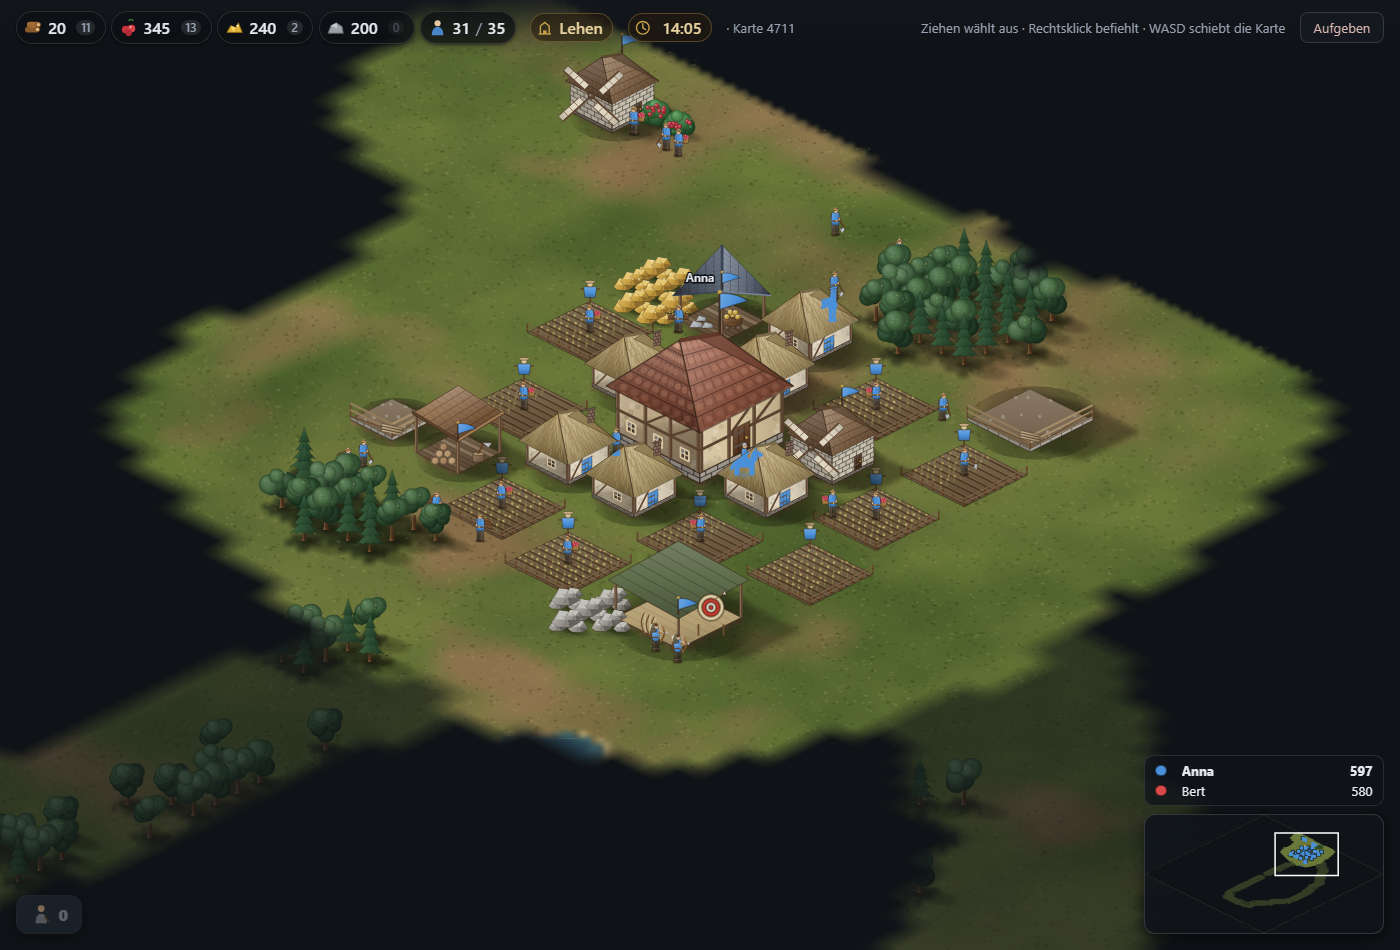 20 11 345 13 240 2 200 0 31 / 35 Lehen 14:05 · Karte 4711 Ziehen wählt aus · Rechtsklick befiehlt · WASD schiebt die Karte Aufgeben
Anna
Anna 597
Bert 580
0